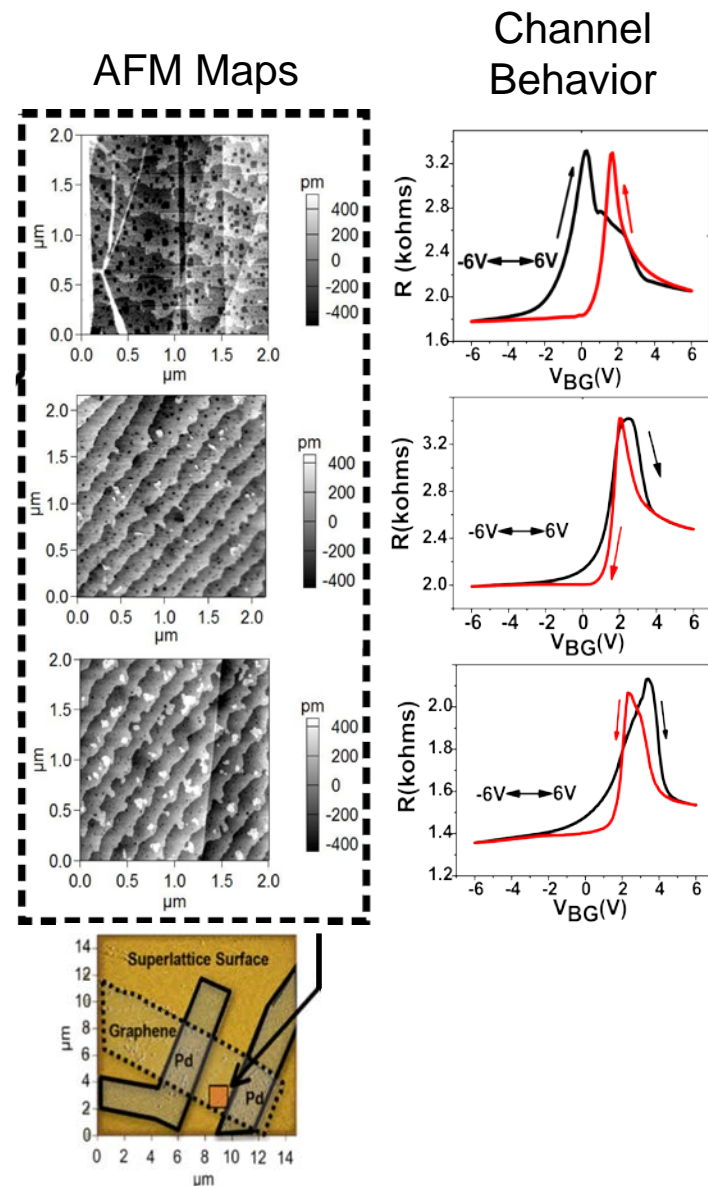 AFM Maps
Channel
Behavior
2.0
1.5
1.0
0.5
0.0
µm
0.0 0.5 1.0 1.5 2.0
µm
pm
400
200
0
-200
-400
3.2
2.8
2.4
2.0
1.6
R (kohms)
-6V 6V
-6 -4 -2 0 2 4 6
VBG(V)
2.0
1.5
1.0
0.5
0.0
µm
0.0 0.5 1.0 1.5 2.0
µm
pm
400
200
0
-200
-400
3.2
2.8
2.4
2.0
R(kohms)
-6V 6V
-6 -4 -2 0 2 4 6
VBG(V)
2.0
1.5
1.0
0.5
0.0
µm
0.0 0.5 1.0 1.5 2.0
µm
pm
400
200
0
-200
-400
2.0
1.8
1.6
1.4
1.2
R(kohms)
-6V 6V
-6 -4 -2 0 2 4 6
VBG(V)
14
12
10
8
6
4
2
0
µm
Superlattice Surface
Graphene
Pd
Pd
0 2 4 6 8 10 12 14
µm